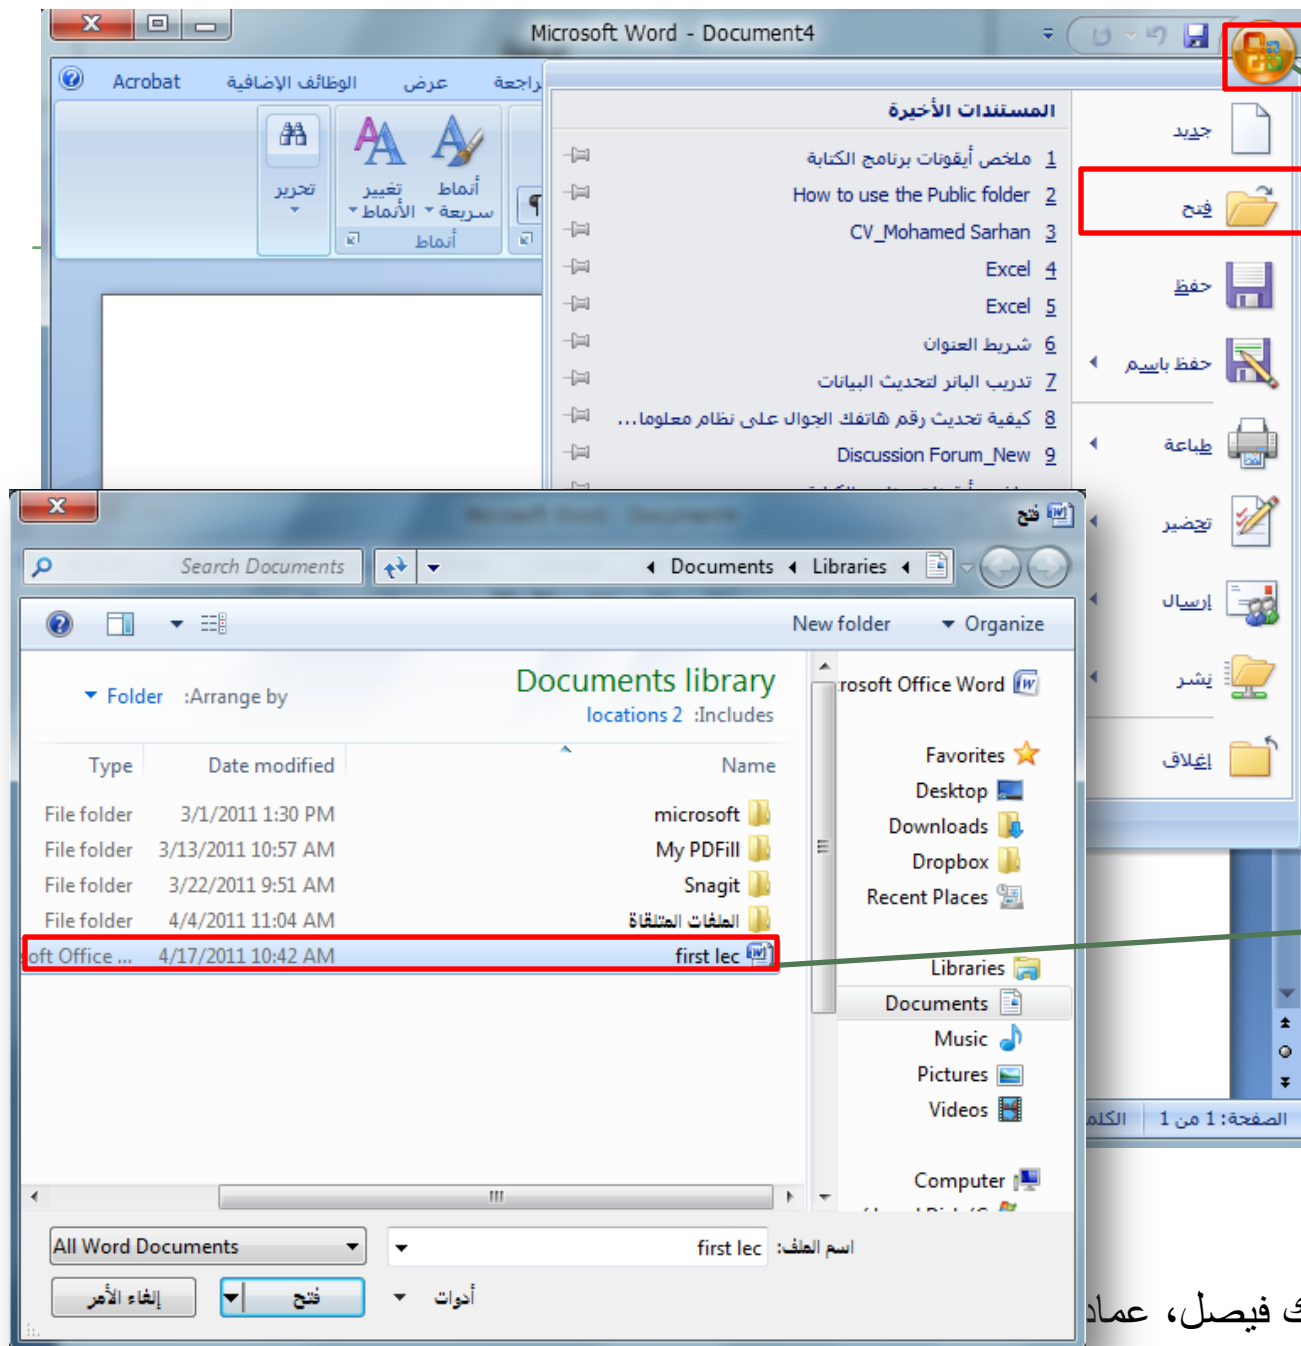 Microsoft Word - Document4
عرض
الوظائف الإضافية
Acrobat
أنماط سريعة
تغيير الأنماط
تحرير
أنماط
المستندات الأخيرة
1 ملخص أيقونات برنامج الكتابة
2 How to use the Public folder
3 CV_Mohamed Sarhan
4 Excel
5 Excel
6 شريط العنوان
7 تدريب البانر لتحديث البيانات
8 كيفية تحديث رقم هاتفك الجوال على نظام معلوما...
9 Discussion Forum_New
جديد
فتح
حفظ
حفظ باسم
طباعة
تحضير
إرسال
نشر
إغلاق
فتح
Libraries
Documents
Search Documents
Organize
New folder
rosoft Office Word
Favorites
Desktop
Downloads
Dropbox
Recent Places
Libraries
Documents
Music
Pictures
Videos
Computer
Documents library
Includes: 2 locations
Arrange by: Folder
Name Date modified Type
microsoft 3/1/2011 1:30 PM File folder
My PDFill 3/13/2011 10:57 AM File folder
Snagit 3/22/2011 9:51 AM File folder
الملفات المتلقاة 4/4/2011 11:04 AM File folder
first lec 4/17/2011 10:42 AM oft Office ...
اسم الملف: first lec
All Word Documents
أدوات
فتح
إلغاء الأمر
الصفحة: 1 من 1
فيصل، عماد